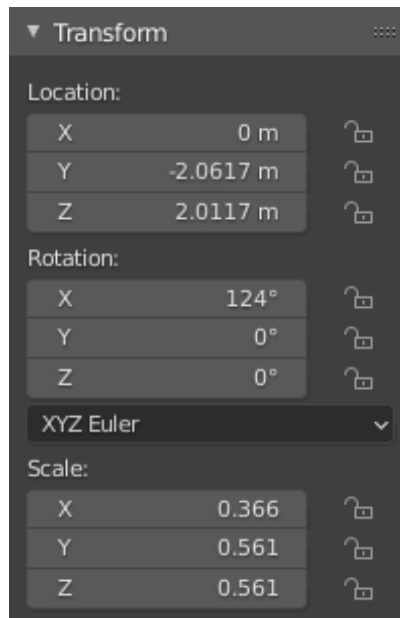 Transform
Location:
X 0 m
Y -2.0617 m
Z 2.0117 m
Rotation:
X 124°
Y 0°
Z 0°
XYZ Euler
Scale:
X 0.366
Y 0.561
Z 0.561